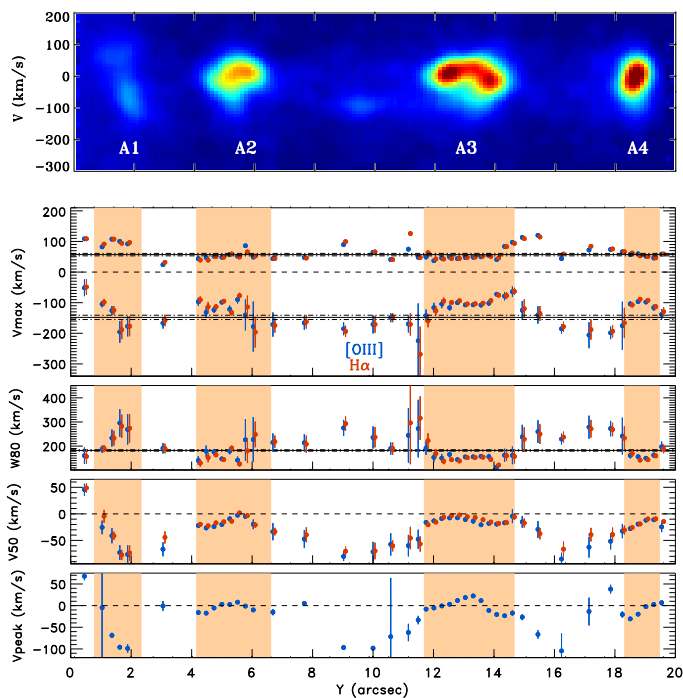 200
100
0
-100
-200
-300
V (km/s)
A1 A2 A3 A4
200
100
0
-100
-200
-300
Vmax (km/s)
[OIII]
Hα
400
300
200
W80 (km/s)
50
0
-50
V50 (km/s)
50
0
-50
-100
Vpeak (km/s)
0 2 4 6 8 10 12 14 16 18 20
Y (arcsec)